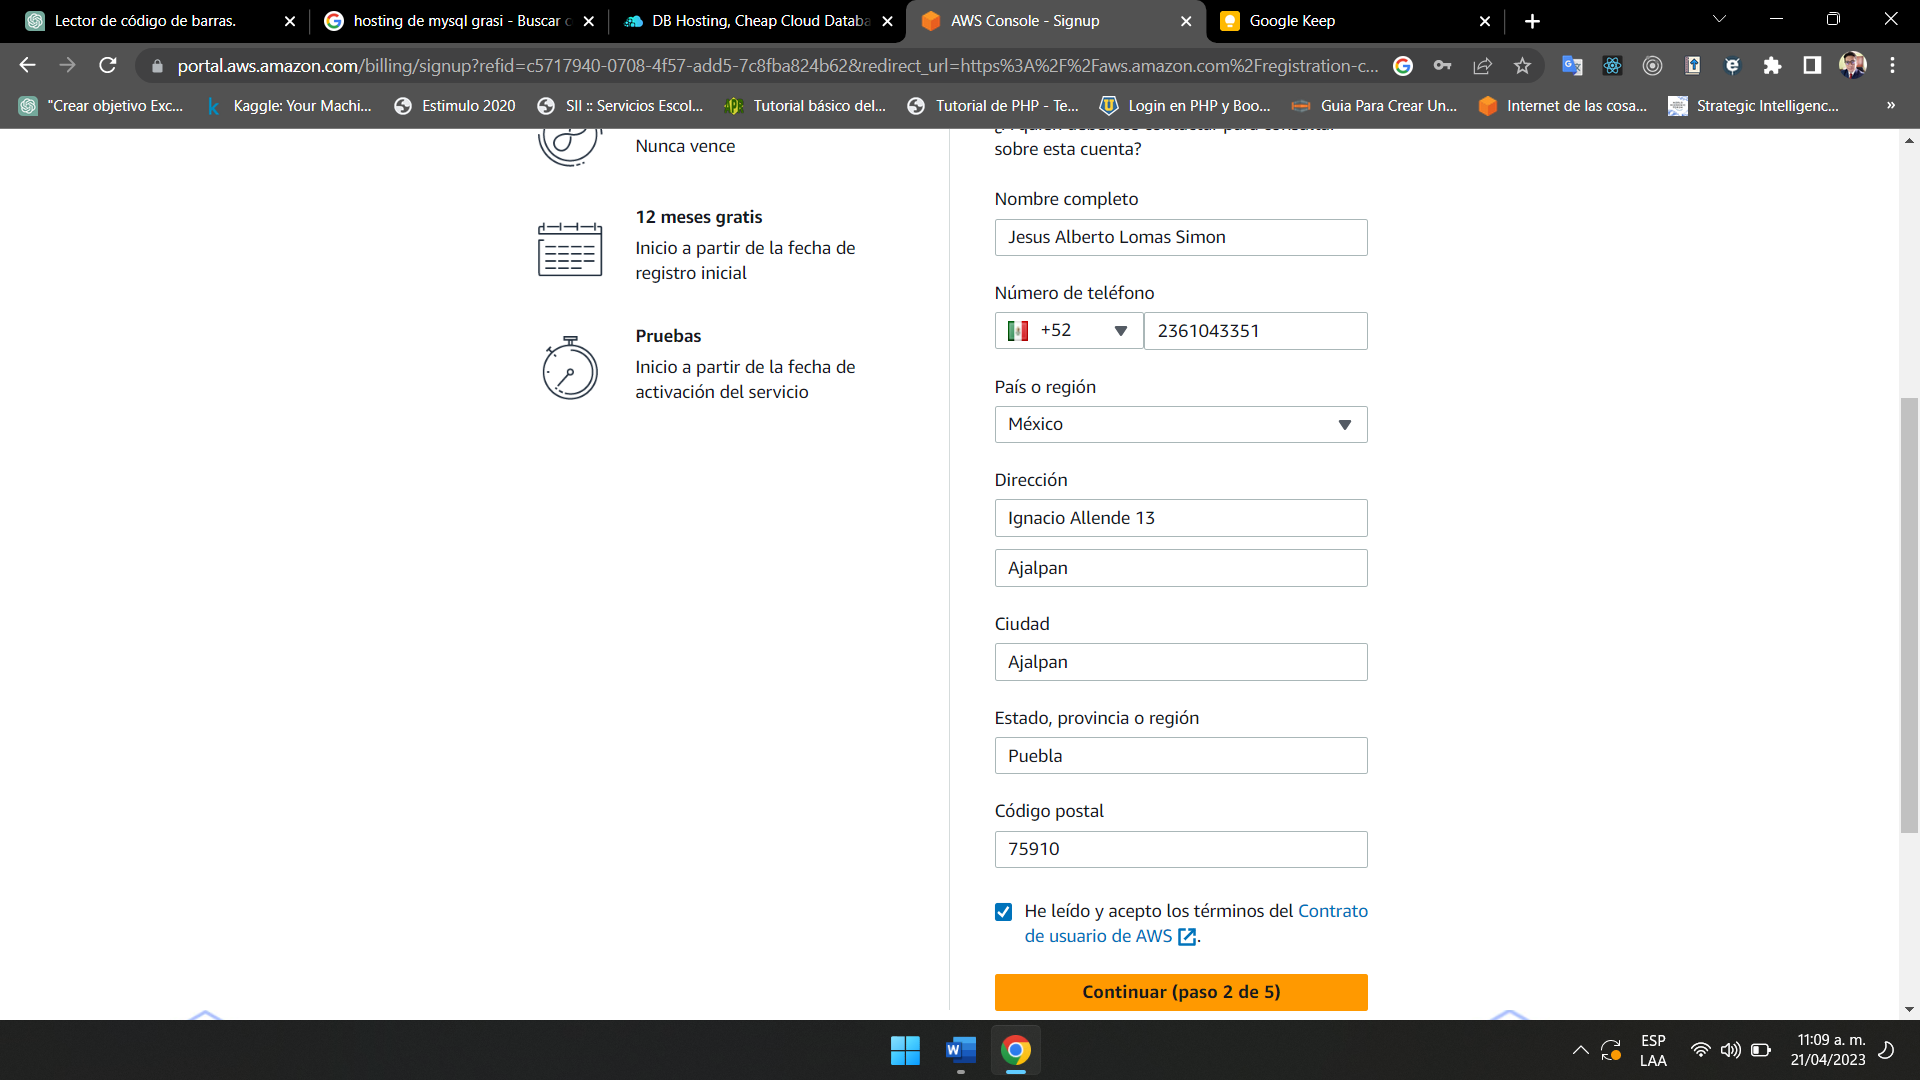 Lector de código de barras.
hosting de mysql grasi - Buscar
DB Hosting, Cheap Cloud Databa
AWS Console - Signup
Google Keep
portal.aws.amazon.com/billing/signup?refid=c5717940-0708-4f57-add5-7c8fba824b62&redirect_url=https%3A%2F%2Faws.amazon.com%2Fregistration-c...
"Crear objetivo Exc...
Kaggle: Your Machi...
Estimulo 2020
SII :: Servicios Escol...
Tutorial básico del...
Tutorial de PHP - Te...
Login en PHP y Boo...
Guia Para Crear Un...
Internet de las cosa...
Strategic Intelligenc...
»
Nunca vence
12 meses gratis
Inicio a partir de la fecha de
registro inicial
Pruebas
Inicio a partir de la fecha de
activación del servicio
¿A quién debemos contactar para consultar
sobre esta cuenta?
Nombre completo
Jesus Alberto Lomas Simon
Número de teléfono
+52
2361043351
País o región
México
Dirección
Ignacio Allende 13
Ajalpan
Ciudad
Ajalpan
Estado, provincia o región
Puebla
Código postal
75910
He leído y acepto los términos del Contrato
de usuario de AWS.
Continuar (paso 2 de 5)
W
ESP
LAA
11:09 a. m.
21/04/2023